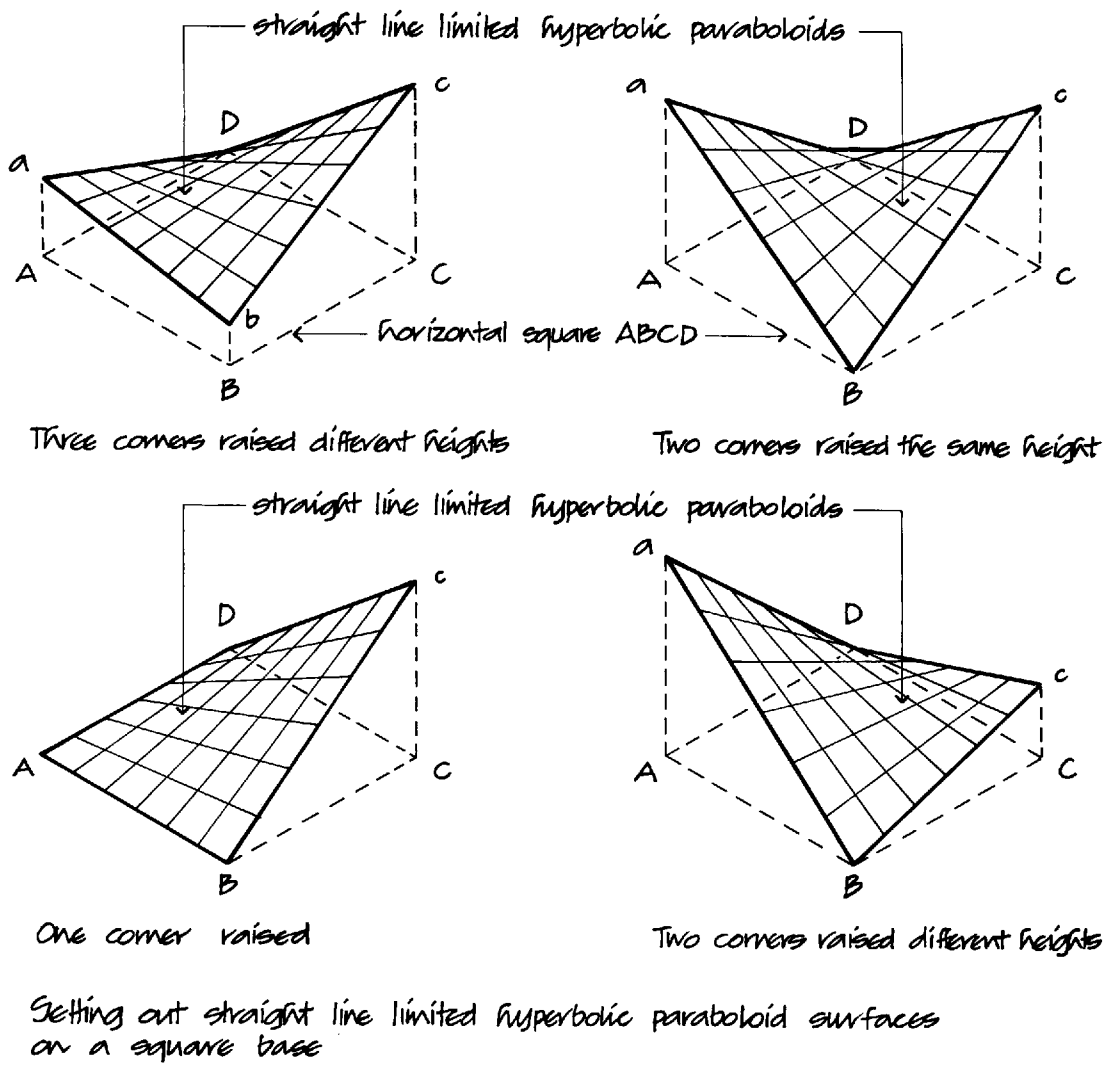 straight line limited hyperbolic paraboloids
a
D
c
A
b
C
B
a
D
c
A
B
C
horizontal square ABCD
Three corners raised different heights
Two corners raised the same height
straight line limited hyperbolic paraboloids
D
c
A
C
B
a
D
c
A
C
B
One corner raised
Two corners raised different heights
Setting out straight line limited hyperbolic paraboloid surfaces
on a square base